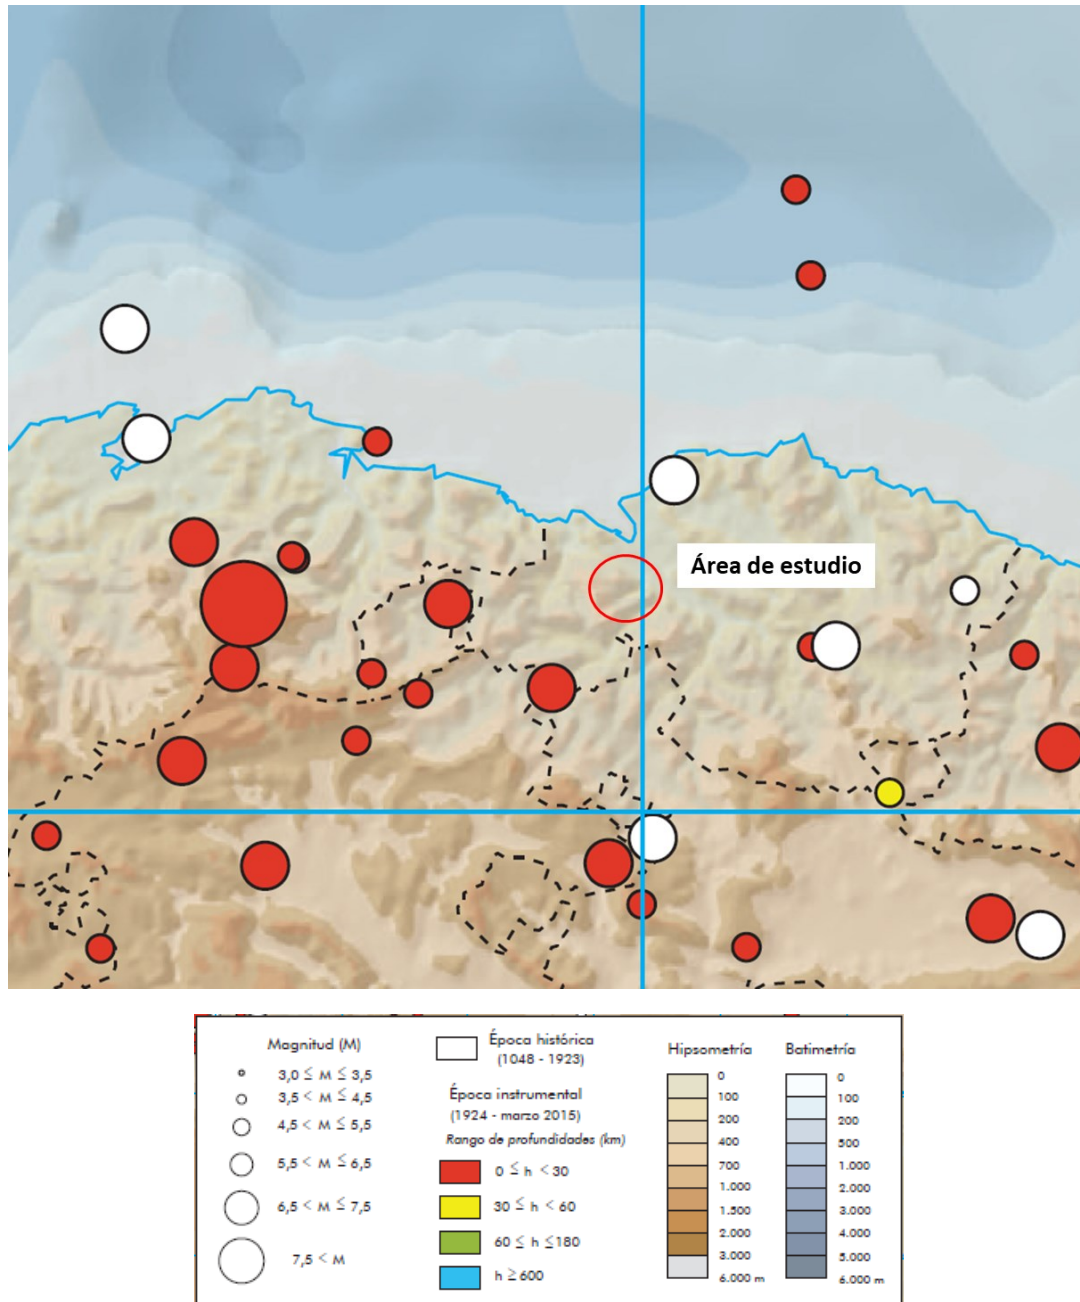 Área de estudio
Magnitud (M)
3,0 ≤ M ≤ 3,5
3,5 < M ≤ 4,5
4,5 < M ≤ 5,5
5,5 < M ≤ 6,5
6,5 < M ≤ 7,5
7,5 < M
Época histórica
(1048 - 1923)
Época instrumental
(1924 - marzo 2015)
Rango de profundidades (km)
0 ≤ h < 30
30 ≤ h < 60
60 ≤ h ≤180
h ≥600
Hipsometría
0
100
200
400
700
1.000
1.500
2.000
3.000
6.000 m
Batimetría
0
100
200
500
1.000
2.000
3.000
4.000
5.000
6.000 m